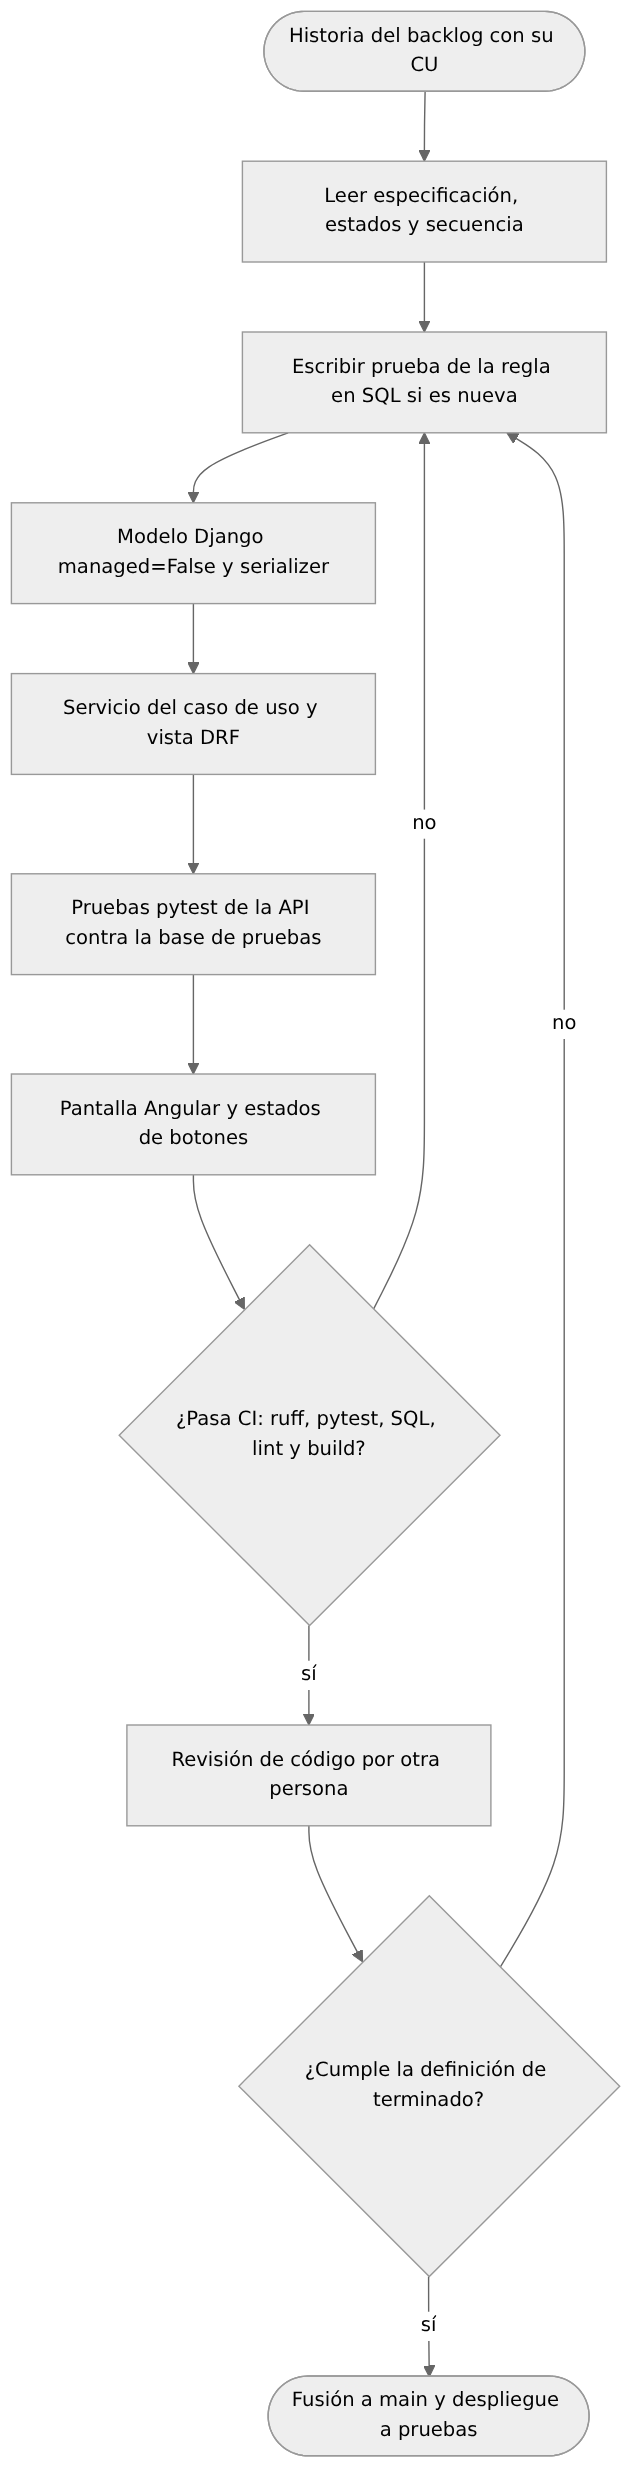 Historia del backlog con su
CU
Leer especificación,
estados y secuencia
Escribir prueba de la regla
en SQL si es nueva
Modelo Django
managed=False y serializer
Servicio del caso de uso y
vista DRF
no
Pruebas pytest de la API
contra la base de pruebas
no
Pantalla Angular y estados
de botones
¿Pasa CI: ruff, pytest, SQL,
lint y build?
sí
Revisión de código por otra
persona
¿Cumple la definición de
terminado?
sí
Fusión a main y despliegue
a pruebas